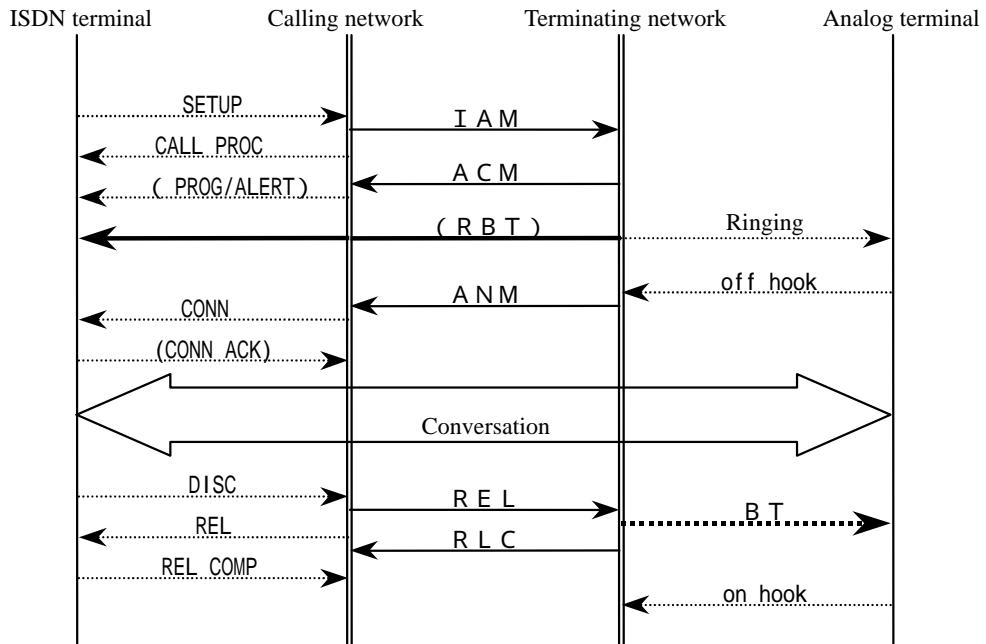 ISDN terminal Calling network Terminating network Analog terminal
SETUP
IAM
CALL PROC
ACM
( PROG/ALERT)
(RBT)
Ringing
off hook
ANM
CONN
(CONN ACK)
Conversation
DISC
REL
BT
REL
RLC
REL COMP
on hook